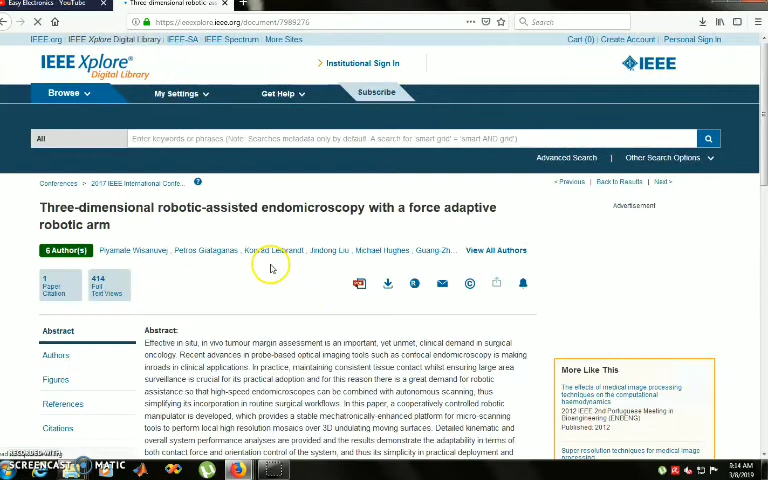 Easy Electronics - YouTube
Three dimensional robotic ass
https://ieeexplore.ieee.org/document/7989276
Search
IEEE.org
IEEE Xplore Digital Library
IEEE-SA
IEEE Spectrum
More Sites
Cart (0)
Create Account
Personal Sign In
IEEE Xplore®
Digital Library
Institutional Sign In
IEEE
Browse
My Settings
Get Help
Subscribe
All
Enter keywords or phrases (Note: Searches metadata only by default. A search for 'smart grid' = 'smart AND grid')
Advanced Search
Other Search Options
Conferences > 2017 IEEE International Confe...
< Previous
Back to Results
Next >
Three-dimensional robotic-assisted endomicroscopy with a force adaptive
robotic arm
Advertisement
6 Author(s)
Piyamate Wisanuvej , Petros Giataganas , Konrad Leibrandt , Jindong Liu , Michael Hughes , Guang-Zh...
View All Authors
1
Paper
Citation
414
Full
Text Views
Abstract
Authors
Figures
References
Citations
Abstract:
Effective in situ, in vivo tumour margin assessment is an important, yet unmet, clinical demand in surgical
oncology. Recent advances in probe-based optical imaging tools such as confocal endomicroscopy is making
inroads in clinical applications. In practice, maintaining consistent tissue contact whilst ensuring large area
surveillance is crucial for its practical adoption and for this reason there is a great demand for robotic
assistance so that high-speed endomicroscopes can be combined with autonomous scanning, thus
simplifying its incorporation in routine surgical workflows. In this paper, a cooperatively controlled robotic
manipulator is developed, which provides a stable mechatronically-enhanced platform for micro-scanning
tools to perform local high resolution mosaics over 3D undulating moving surfaces. Detailed kinematic
and overall system performance analyses are provided and the results demonstrate the adaptability in terms of
both contact force and orientation control of the system, and thus its simplicity in practical deployment and
More Like This
The effects of medical image processing
techniques on the computational
haemodynamics
2012 IEEE 2nd Portuguese Meeting in
Bioengineering (ENBENG)
Published: 2012
Super resolution techniques for medical image
processing
RECORDED WITH
SCREENCAST MATIC
9:14 AM
3/8/2019